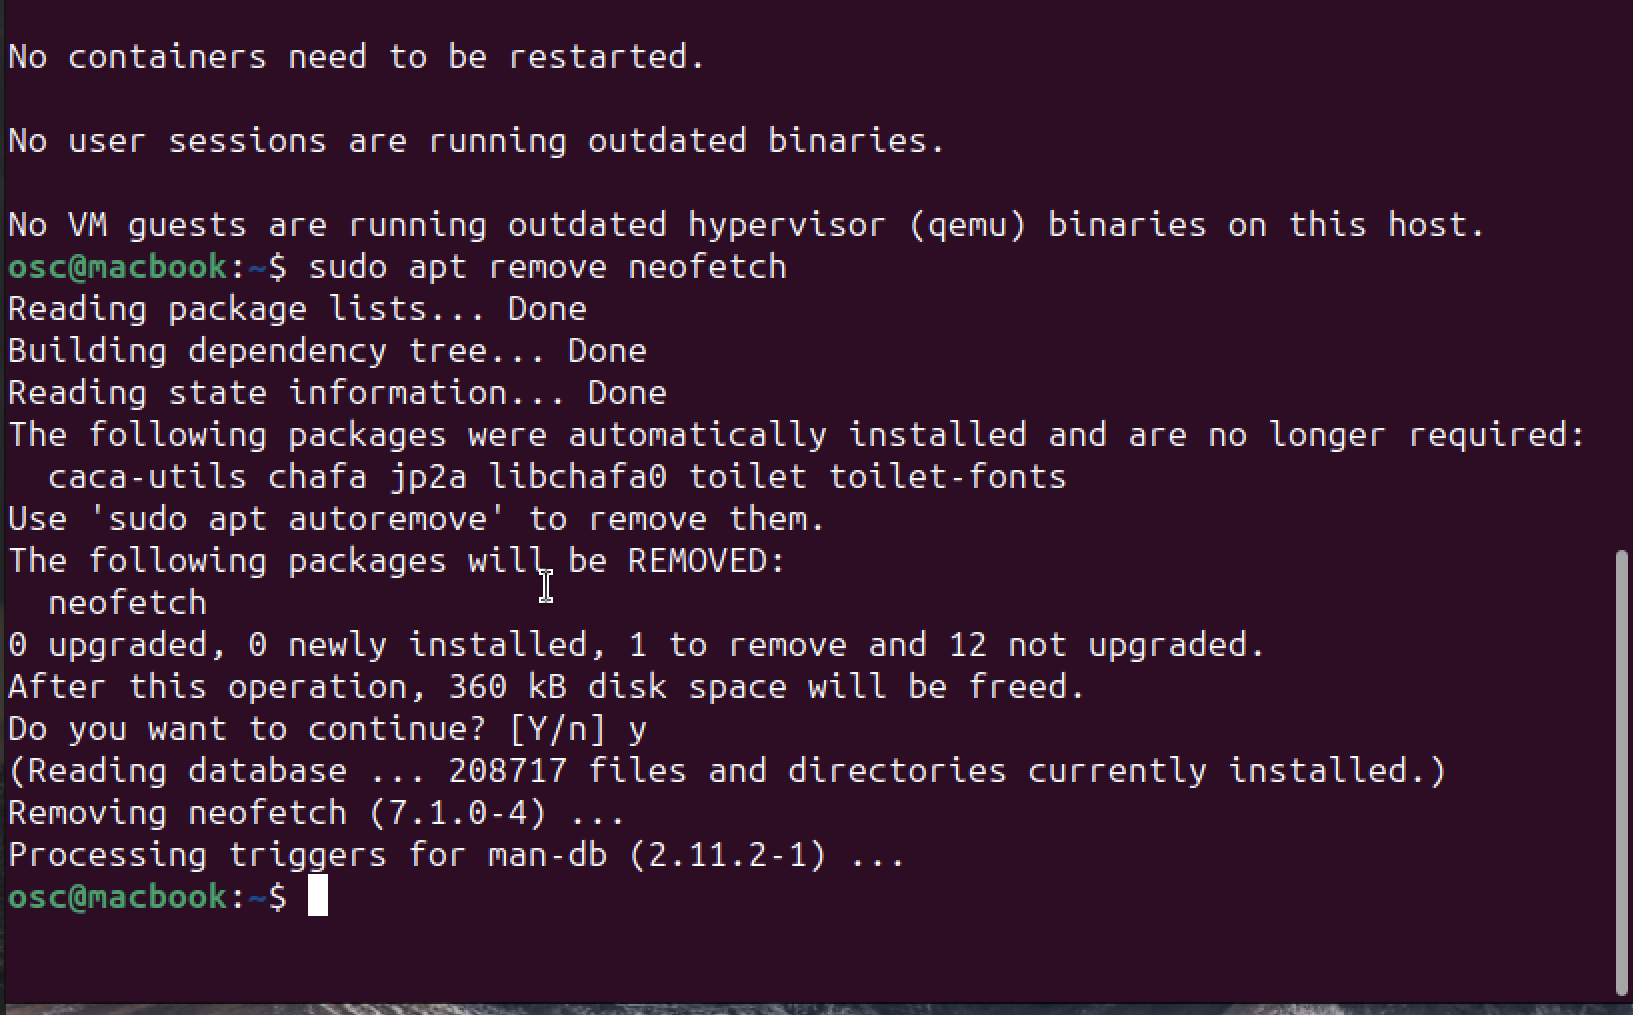 No containers need to be restarted.
No user sessions are running outdated binaries.
No VM guests are running outdated hypervisor (qemu) binaries on this host.
osc@macbook:~$ sudo apt remove neofetch
Reading package lists... Done
Building dependency tree... Done
Reading state information... Done
The following packages were automatically installed and are no longer required:
  caca-utils chafa jp2a libchafa0 toilet toilet-fonts
Use 'sudo apt autoremove' to remove them.
The following packages will be REMOVED:
  neofetch
0 upgraded, 0 newly installed, 1 to remove and 12 not upgraded.
After this operation, 360 kB disk space will be freed.
Do you want to continue? [Y/n] y
(Reading database ... 208717 files and directories currently installed.)
Removing neofetch (7.1.0-4) ...
Processing triggers for man-db (2.11.2-1) ...
osc@macbook:~$